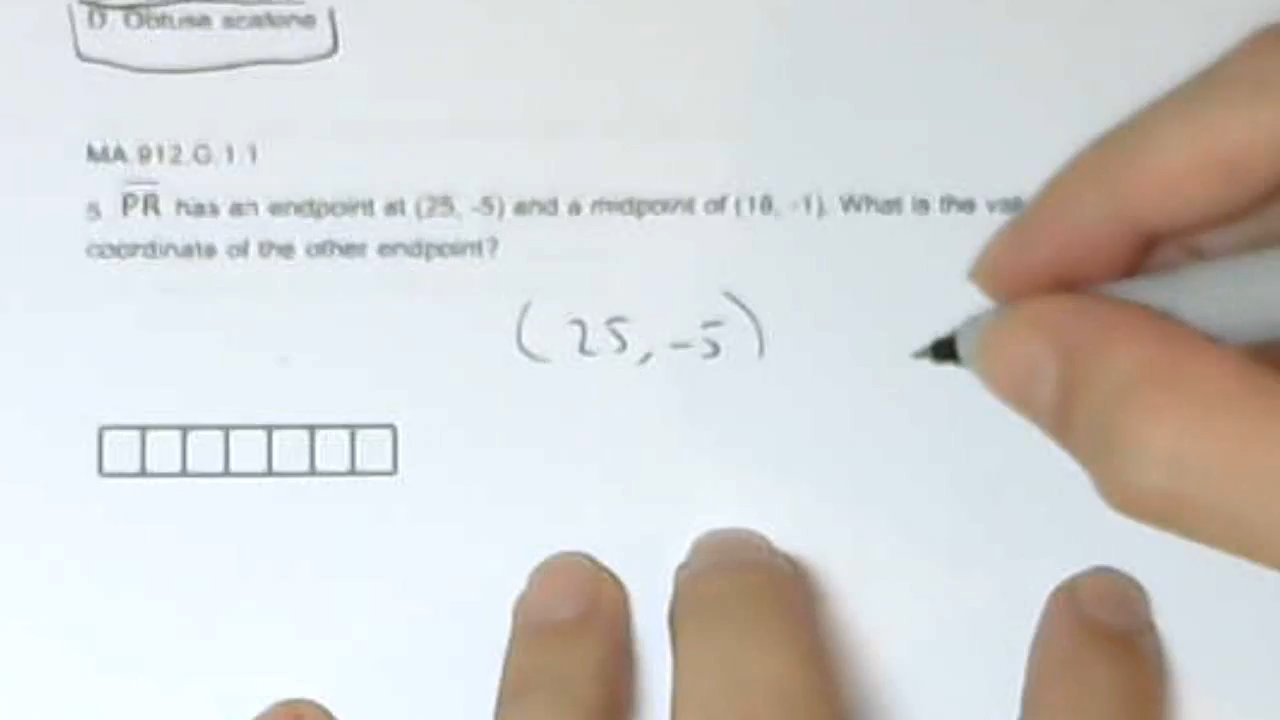 D. Obtuse scalene
MA.912.G.1.1
5. PR has an endpoint at (25, -5) and a midpoint of (18, -1). What is the
coordinate of the other endpoint?
(25, -5)